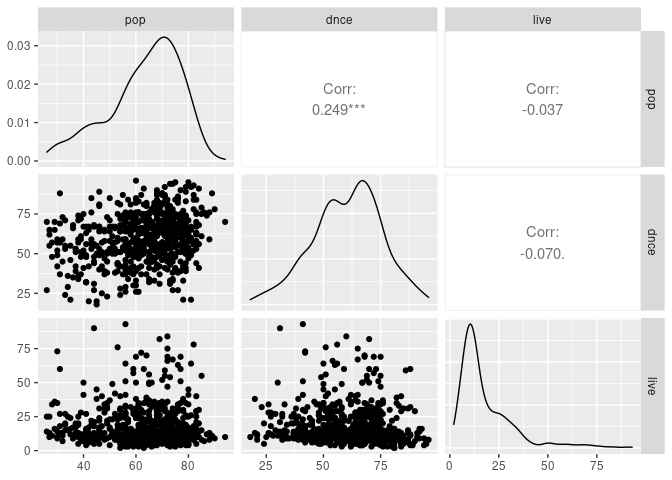 pop dnce live
0.03
0.02
0.01
0.00
Corr:
0.249***
Corr:
-0.037
pop
75
50
25
Corr:
-0.070.
dnce
75
50
25
0
live
40 60 80 25 50 75 0 25 50 75